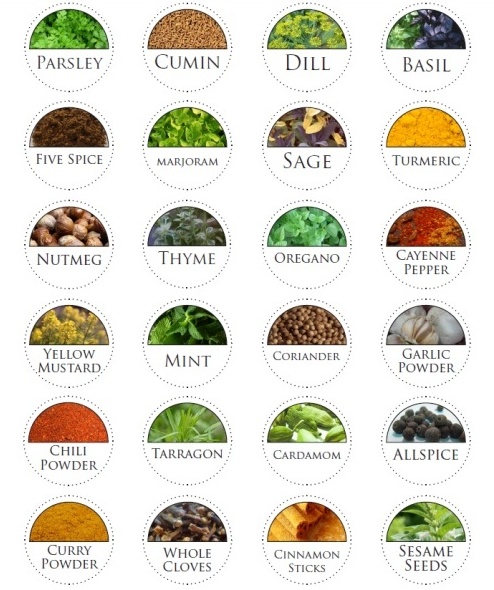 PARSLEY
CUMIN
DILL
BASIL
FIVE SPICE
MARJORAM
SAGE
TURMERIC
NUTMEG
THYME
OREGANO
CAYENNE
PEPPER
YELLOW
MUSTARD
MINT
CORIANDER
GARLIC
POWDER
CHILI
POWDER
TARRAGON
CARDAMOM
ALLSPICE
CURRY
POWDER
WHOLE
CLOVES
CINNAMON
STICKS
SESAME
SEEDS